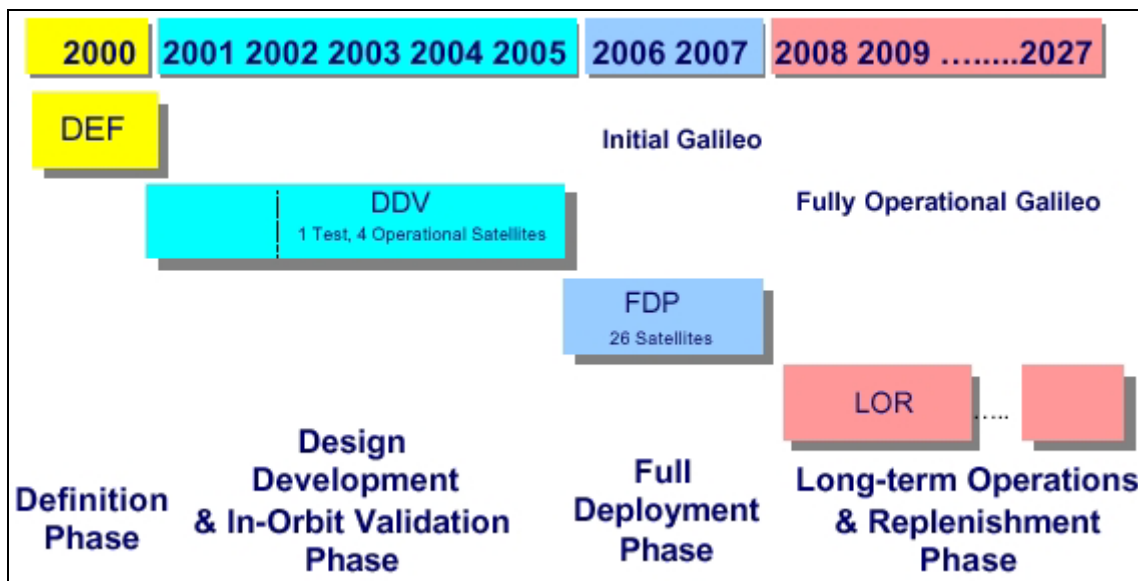 2000 2001 2002 2003 2004 2005 2006 2007 2008 2009 ........2027
DEF
Initial Galileo
DDV
1 Test, 4 Operational Satellites
Fully Operational Galileo
FDP
26 Satellites
LOR .....
Definition
Phase
Design
Development
& In-Orbit Validation
Phase
Full
Deployment
Phase
Long-term Operations
& Replenishment
Phase